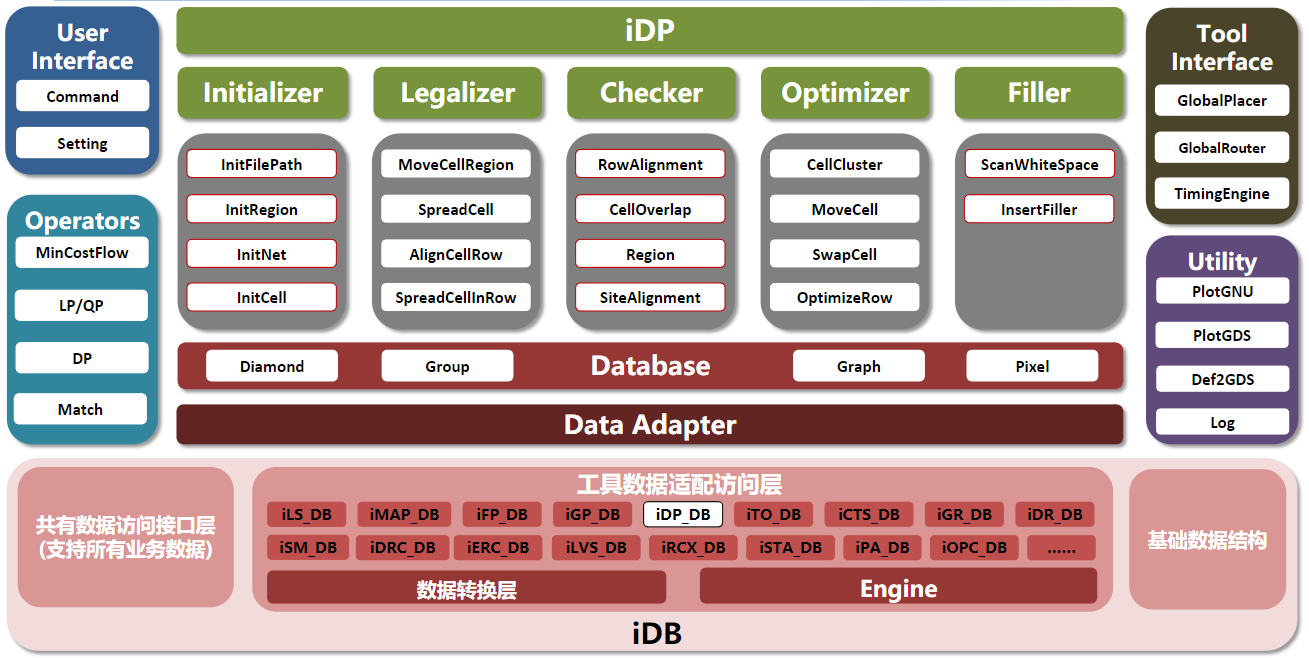 User
Interface
Command
Setting
Operators
MinCostFlow
LP/QP
DP
Match
iDP
Initializer
Legalizer
Checker
Optimizer
Filler
InitFilePath
InitRegion
InitNet
InitCell
MoveCellRegion
SpreadCell
AlignCellRow
SpreadCellInRow
RowAlignment
CellOverlap
Region
SiteAlignment
CellCluster
MoveCell
SwapCell
OptimizeRow
ScanWhiteSpace
InsertFiller
Diamond
Group
Database
Graph
Pixel
Data Adapter
Tool
Interface
GlobalPlacer
GlobalRouter
TimingEngine
Utility
PlotGNU
PlotGDS
Def2GDS
Log
共有数据访问接口层
(支持所有业务数据)
工具数据适配访问层
iLS_DB
iMAP_DB
iFP_DB
iGP_DB
iDP_DB
iTO_DB
iCTS_DB
iGR_DB
iDR_DB
iSM_DB
iDRC_DB
iERC_DB
iLVS_DB
iRCX_DB
iSTA_DB
iPA_DB
iOPC_DB
......
数据转换层
Engine
基础数据结构
iDB